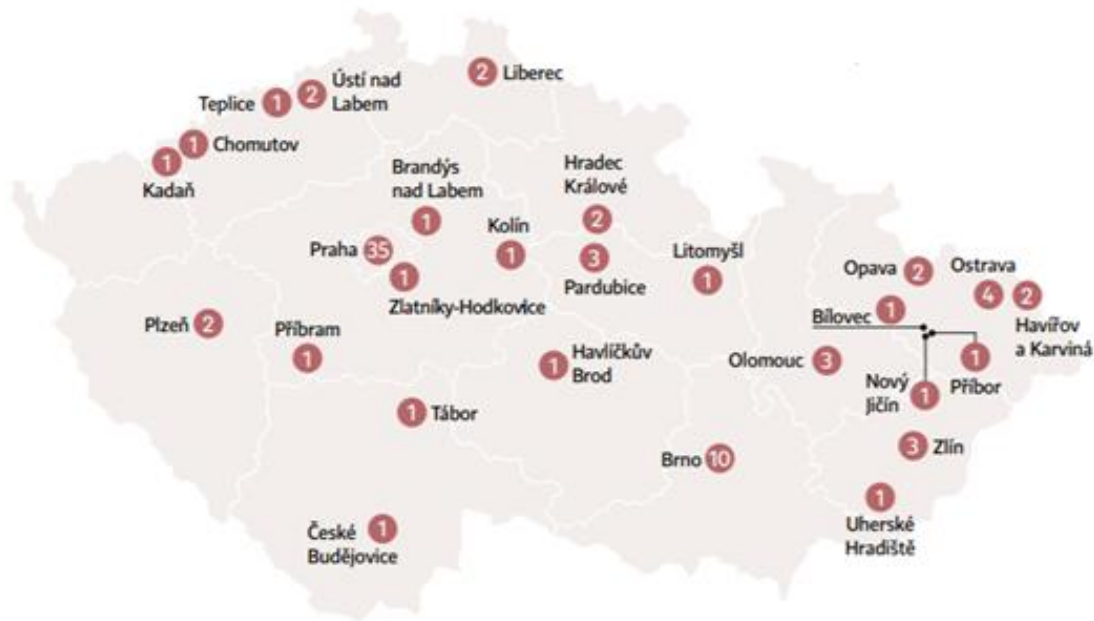 2 Liberec
Ústí nad
Labem
2
Teplice 1
1 Chomutov
1
Kadaň
Brandýs
nad Labem
1
Hradec
Králové
2
Kolín
1
Praha 35
1
Zlatníky-Hodkovice
3
Pardubice
Litomyšl
1
Opava 2
Ostrava
4
2
Havířov
a Karviná
1
Bílovec
Plzeň 2
Příbram
1
1 Havlíčkův
Brod
Olomouc 3
1
Příbor
Nový
Jičín
1
1 Tábor
3 Zlín
Brno 10
1
Uherské
Hradiště
České
Budějovice
1